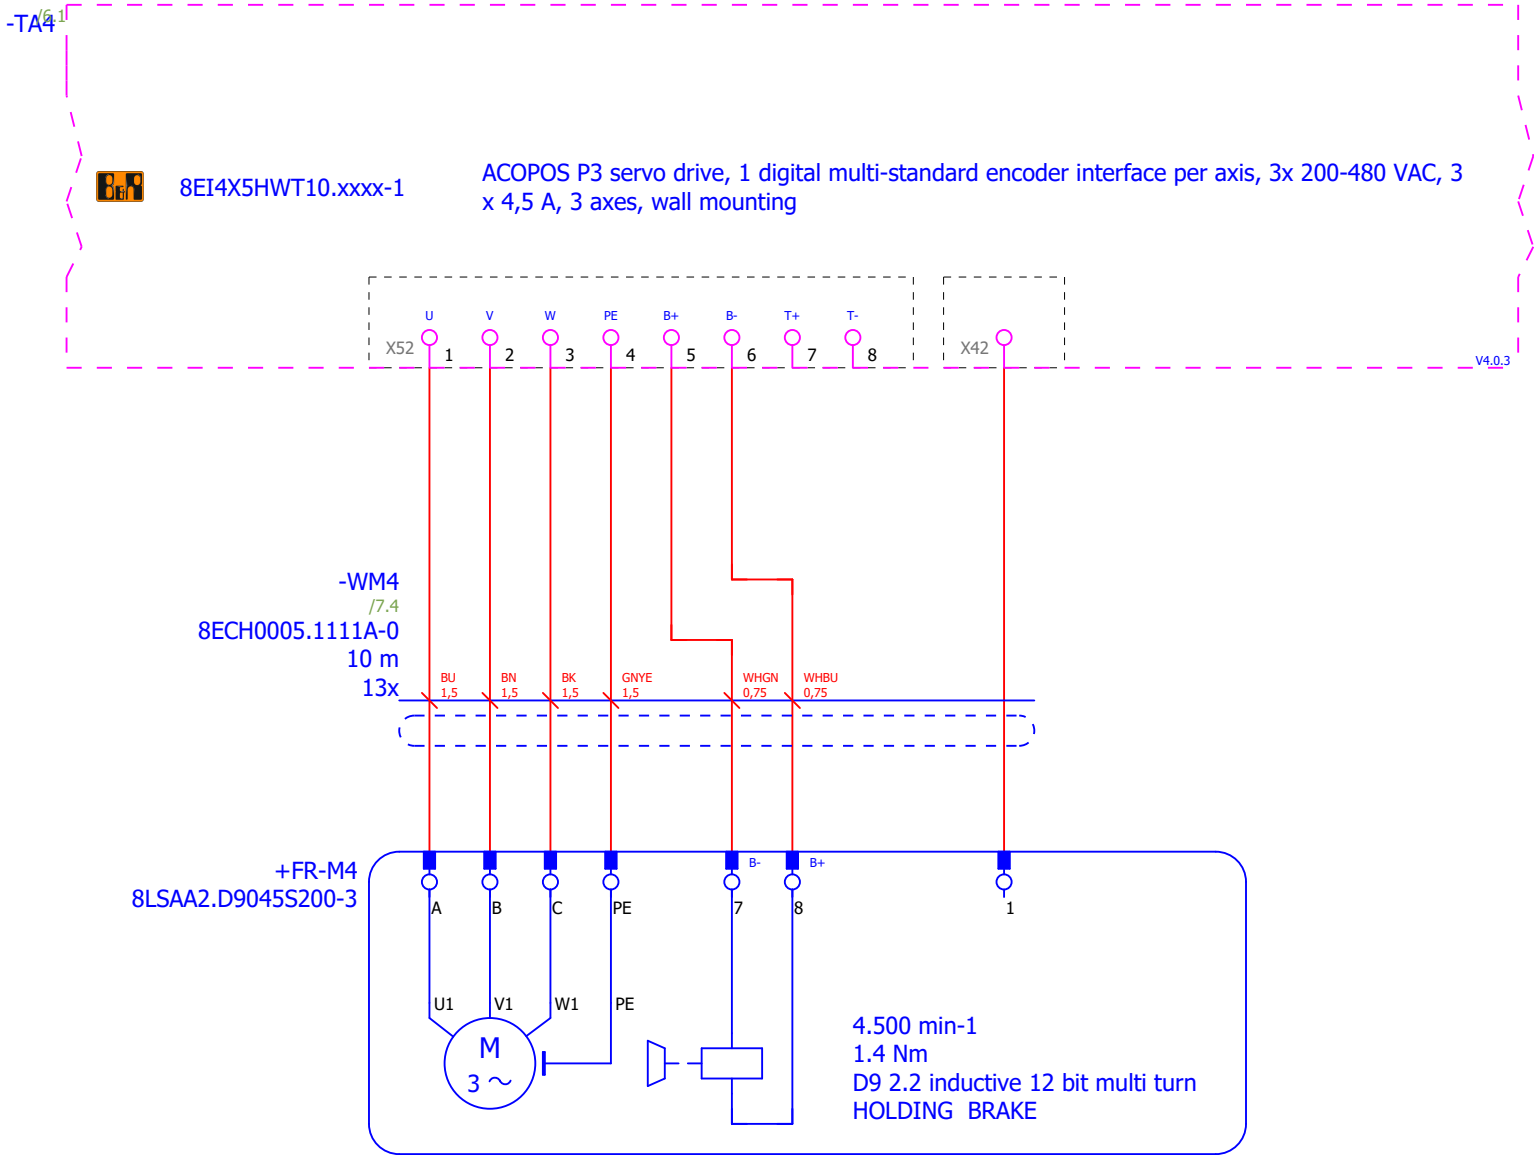 /6.1
-TA4
B&R
8EI4X5HWT10.xxxx-1
ACOPOS P3 servo drive, 1 digital multi-standard encoder interface per axis, 3x 200-480 VAC, 3
x 4,5 A, 3 axes, wall mounting
U V W PE B+ B- T+ T-
X52 1 2 3 4 5 6 7 8 X42
V4.0.3
-WM4
/7.4
8ECH0005.1111A-0
10 m
13x
BU BN BK GNYE WHGN WHBU
1,5 1,5 1,5 1,5 0,75 0,75
+FR-M4
8LSAA2.D9045S200-3
B- B+
A B C PE 7 8 1
U1 V1 W1 PE
M
3 ~
4.500 min-1
1.4 Nm
D9 2.2 inductive 12 bit multi turn
HOLDING BRAKE